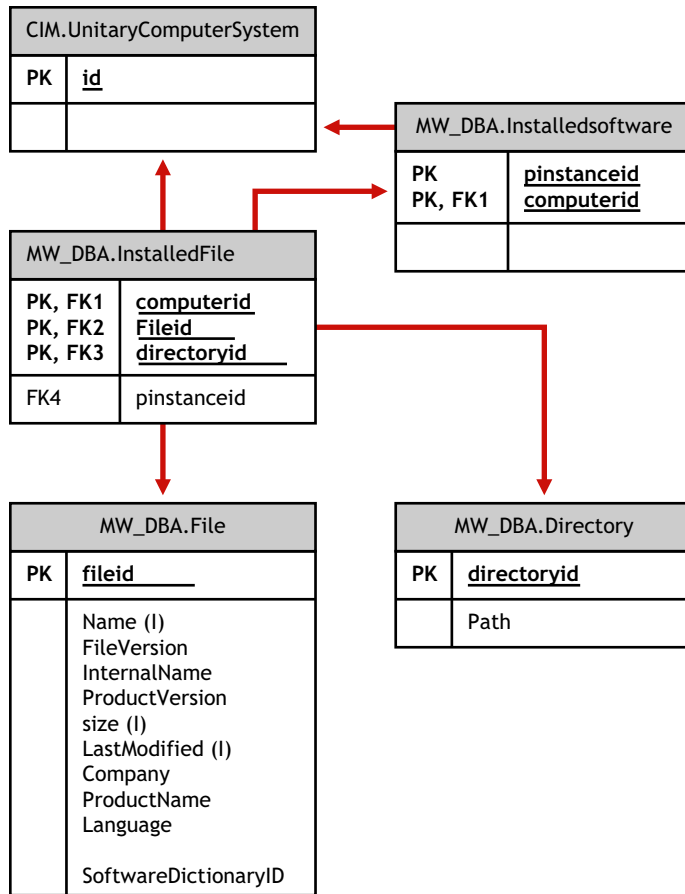 CIM.UnitaryComputerSystem
PK id
MW_DBA.Installedsoftware
PK pinstanceid
PK, FK1 computerid
MW_DBA.InstalledFile
PK, FK1 computerid
PK, FK2 Fileid
PK, FK3 directoryid
FK4 pinstanceid
MW_DBA.File
PK fileid
Name (I)
FileVersion
InternalName
ProductVersion
size (I)
LastModified (I)
Company
ProductName
Language
SoftwareDictionaryID
MW_DBA.Directory
PK directoryid
Path